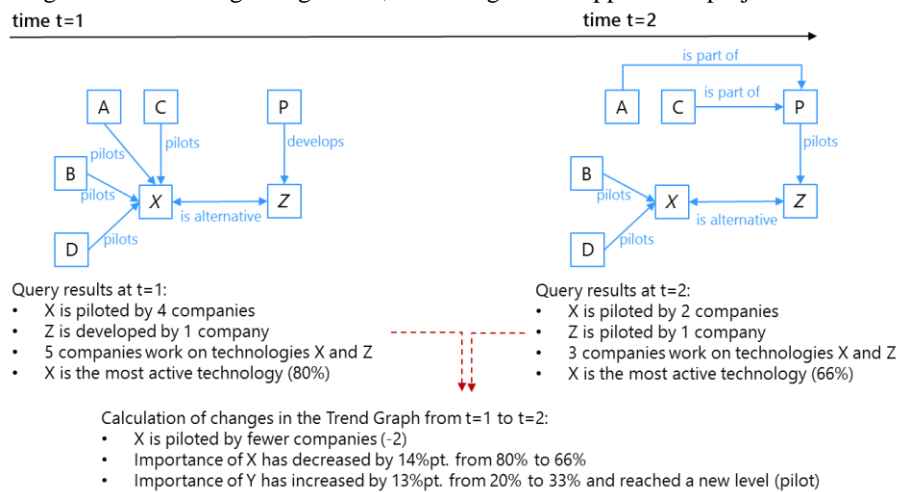 time t=1
time t=2
is part of
A
C
P
A
C
is part of
P
pilots
pilots
develops
pilots
B
pilots
X
is alternative
Z
B
pilots
X
is alternative
Z
D
pilots
D
pilots
Query results at t=1:
• X is piloted by 4 companies
• Z is developed by 1 company
• 5 companies work on technologies X and Z
• X is the most active technology (80%)
Query results at t=2:
• X is piloted by 2 companies
• Z is piloted by 1 company
• 3 companies work on technologies X and Z
• X is the most active technology (66%)
Calculation of changes in the Trend Graph from t=1 to t=2:
• X is piloted by fewer companies (-2)
• Importance of X has decreased by 14%pt. from 80% to 66%
• Importance of Y has increased by 13%pt. from 20% to 33% and reached a new level (pilot)